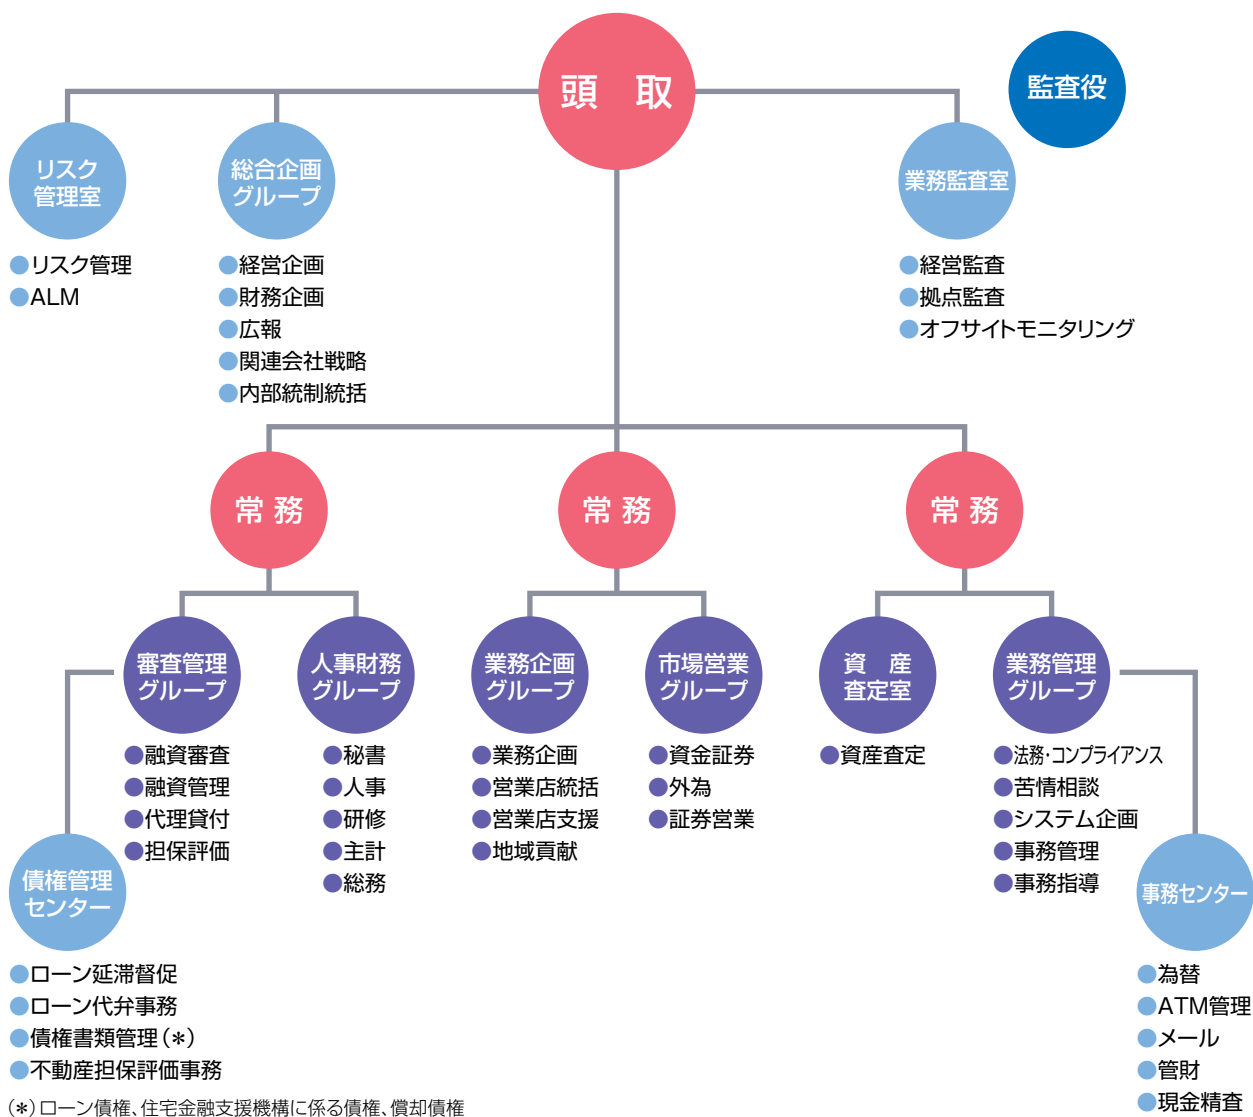 頭 取
監査役
リスク
管理室
●リスク管理
●ALM
総合企画
グループ
●経営企画
●財務企画
●広報
●関連会社戦略
●内部統制統括
業務監査室
●経営監査
●拠点監査
●オフサイトモニタリング
常 務
常 務
常 務
審査管理
グループ
●融資審査
●融資管理
●代理貸付
●担保評価
人事財務
グループ
●秘書
●人事
●研修
●主計
●総務
業務企画
グループ
●業務企画
●営業店統括
●営業店支援
●地域貢献
市場営業
グループ
●資金証券
●外為
●証券営業
資 産
査定室
●資産査定
業務管理
グループ
●法務・コンプライアンス
●苦情相談
●システム企画
●事務管理
●事務指導
債権管理
センター
●ローン延滞督促
●ローン代弁事務
●債権書類管理(*)
●不動産担保評価事務
事務センター
●為替
●ATM管理
●メール
●管財
●現金精査
(*)ローン債権、住宅金融支援機構に係る債権、償却債権